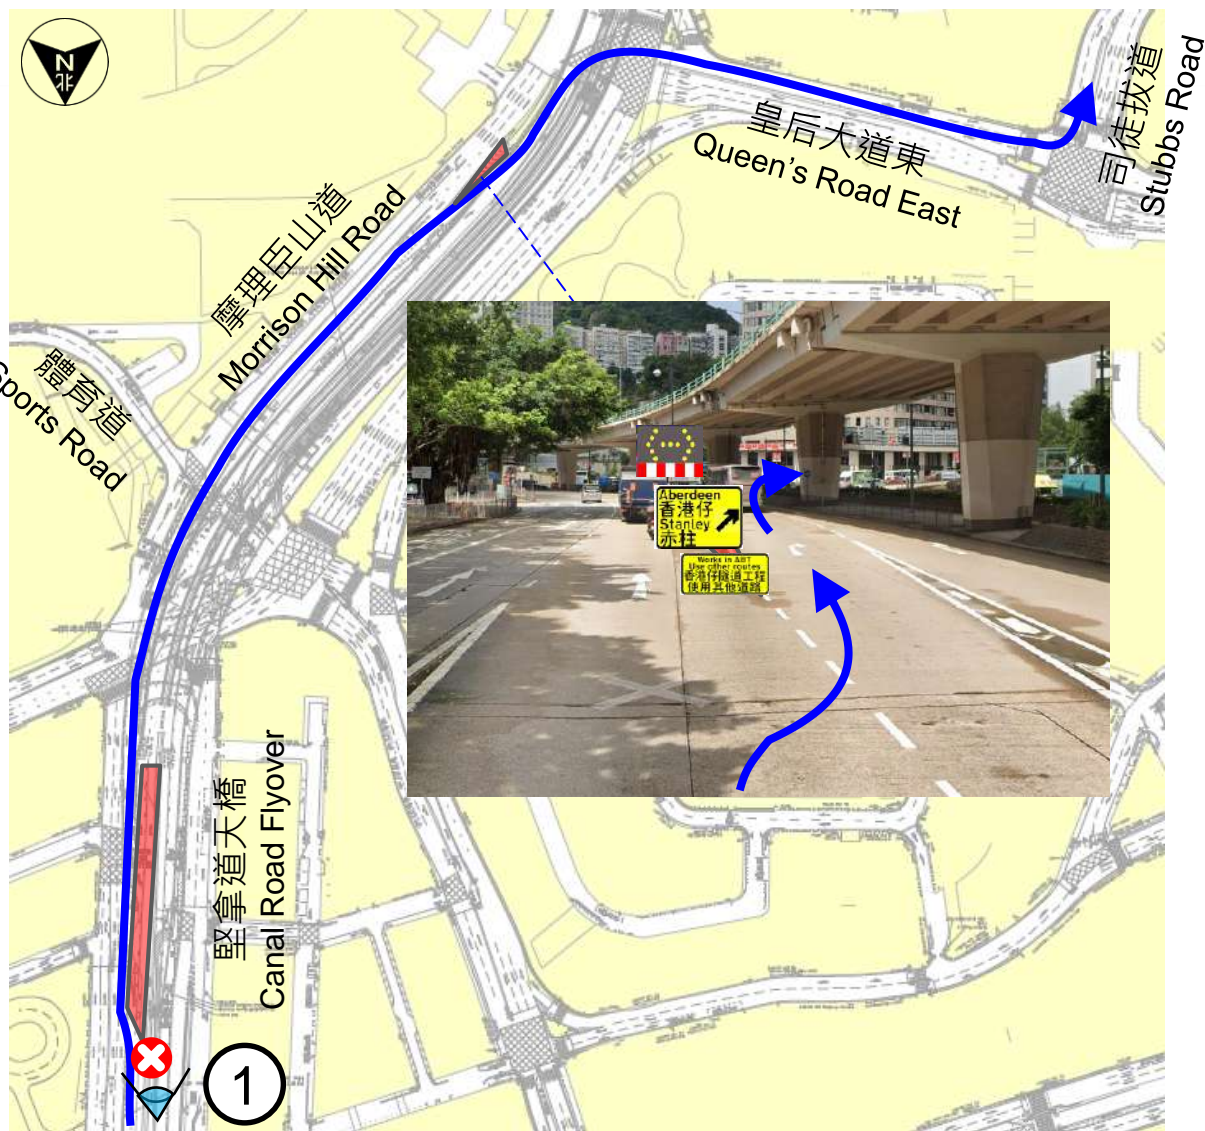 N
北
司徒拔道
Stubbs Road
皇后大道東
Queen's Road East
摩理臣山道
Morrison Hill Road
體育道
Sports Road
Aberdeen
香港仔
Stanley
赤柱
Works in ABT
Use other routes
香港仔隧道工程
使用其他道路
堅拿道天橋
Canal Road Flyover
1